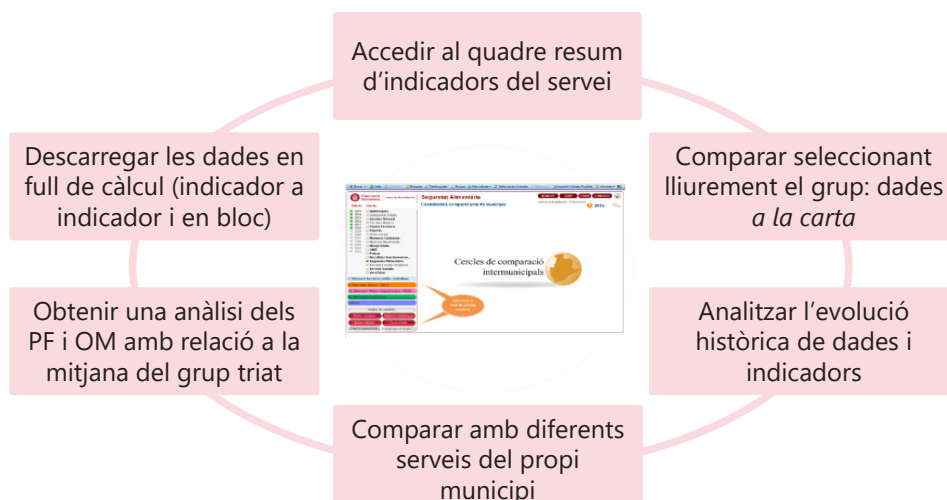 Accedir al quadre resum
d’indicadors del servei
Comparar seleccionant
lliurement el grup: dades
a la carta
Analitzar l’evolució
històrica de dades i
indicadors
Comparar amb diferents
serveis del propi
municipi
Obtenir una anàlisi dels
PF i OM amb relació a la
mitjana del grup triat
Descarregar les dades en
full de càlcul (indicador a
indicador i en bloc)
Seguretat Alimentària
Cercles de comparació
intermunicipals